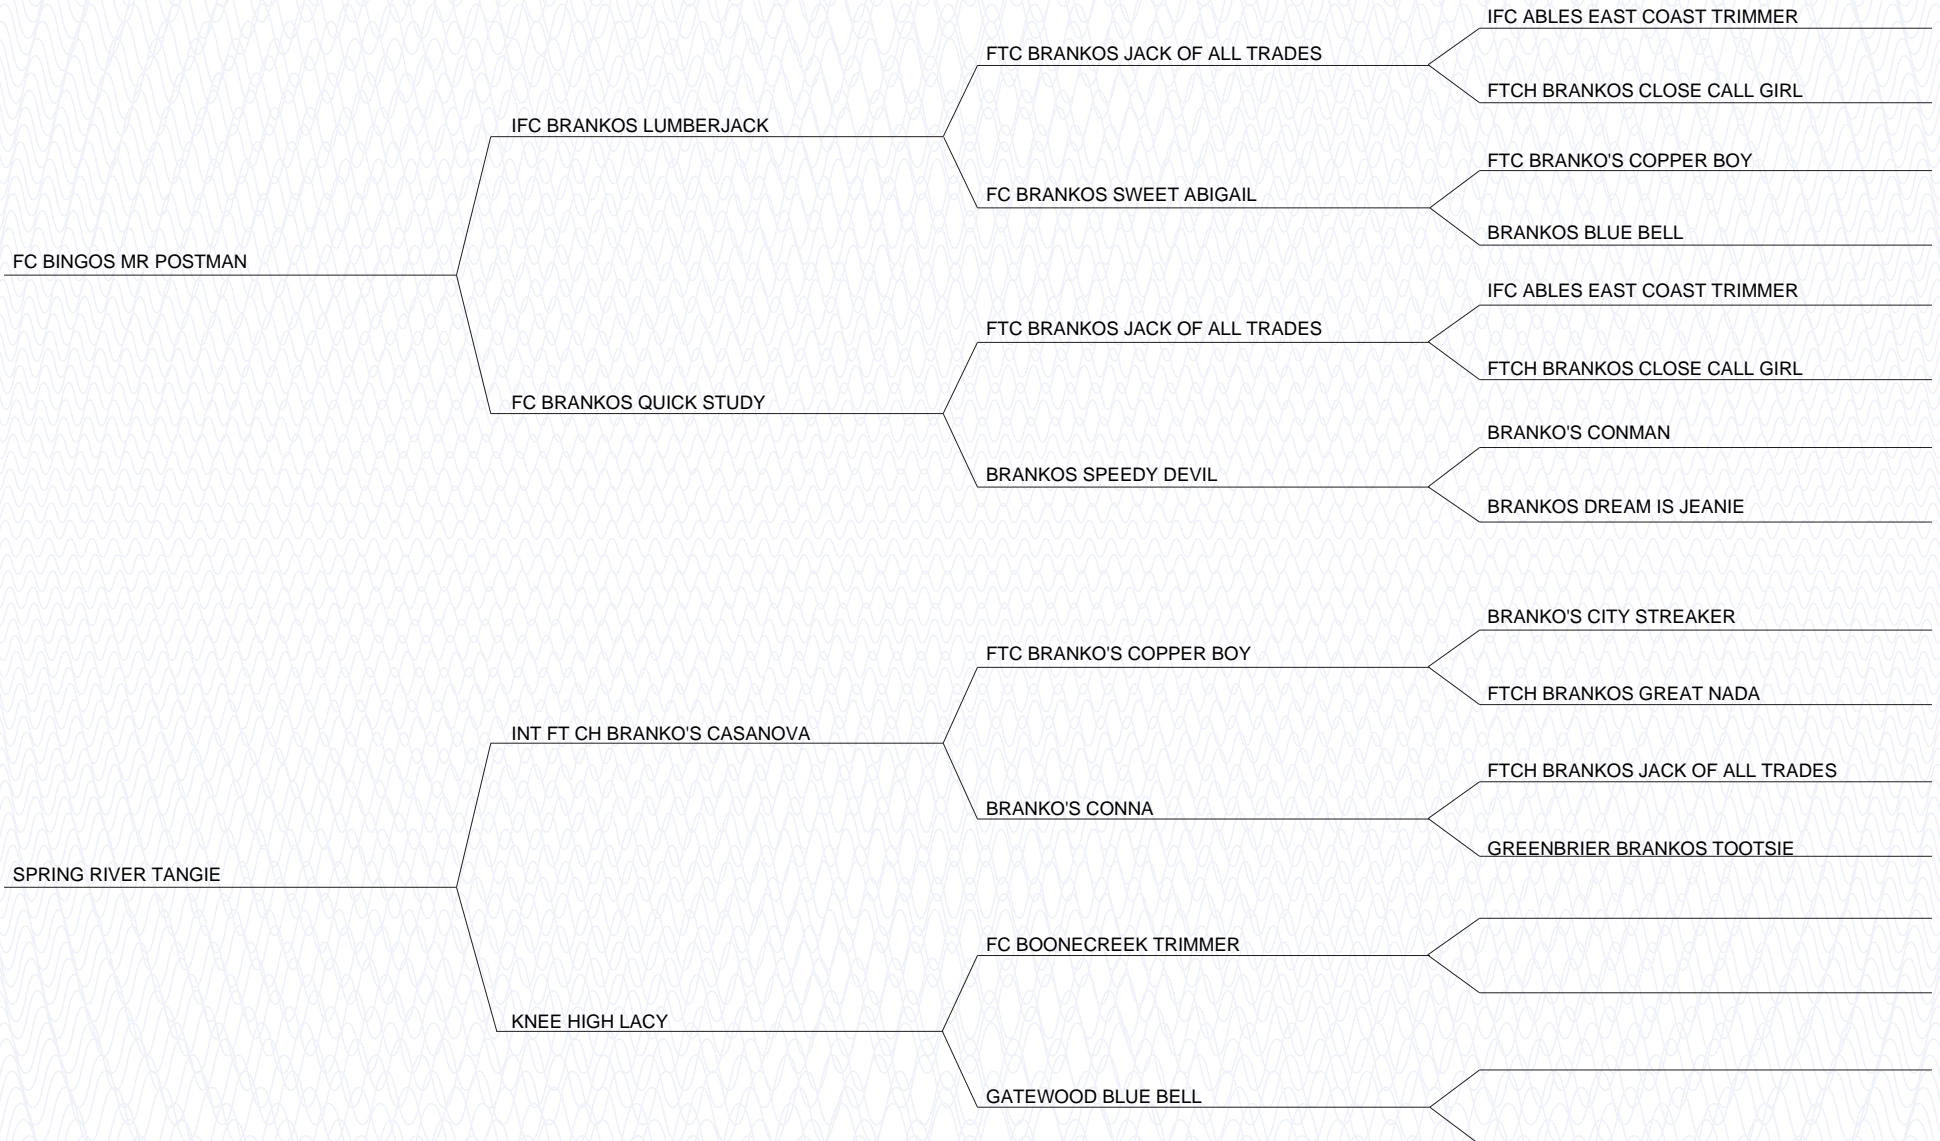 IFC ABLES EAST COAST TRIMMER
FTC BRANKOS JACK OF ALL TRADES
FTCH BRANKOS CLOSE CALL GIRL
IFC BRANKOS LUMBERJACK
FTC BRANKO'S COPPER BOY
FC BRANKOS SWEET ABIGAIL
BRANKOS BLUE BELL
FC BINGOS MR POSTMAN
IFC ABLES EAST COAST TRIMMER
FTC BRANKOS JACK OF ALL TRADES
FTCH BRANKOS CLOSE CALL GIRL
FC BRANKOS QUICK STUDY
BRANKO'S CONMAN
BRANKOS SPEEDY DEVIL
BRANKOS DREAM IS JEANIE
BRANKO'S CITY STREAKER
FTC BRANKO'S COPPER BOY
FTCH BRANKOS GREAT NADA
INT FT CH BRANKO'S CASANOVA
FTCH BRANKOS JACK OF ALL TRADES
BRANKO'S CONNA
GREENBRIER BRANKOS TOOTSIE
SPRING RIVER TANGIE
FC BOONECREEK TRIMMER
KNEE HIGH LACY
GATEWOOD BLUE BELL